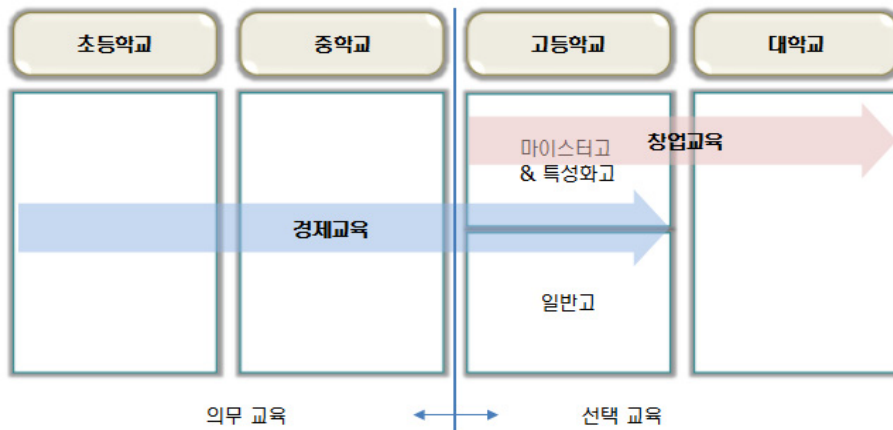 초등학교
중학교
고등학교
대학교
마이스터고
& 특성화고
창업교육
경제교육
일반고
의무 교육
선택 교육